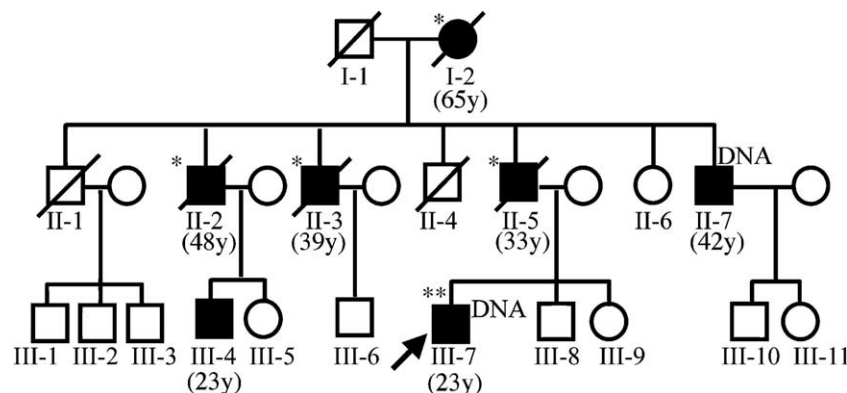 *
I-1 I-2
(65y)
* * * DNA
II-1 II-2 II-3 II-4 II-5 II-6 II-7
(48y) (39y) (33y) (42y)
** DNA
III-1 III-2 III-3 III-4 III-5 III-6 III-7 III-8 III-9 III-10 III-11
(23y) (23y)